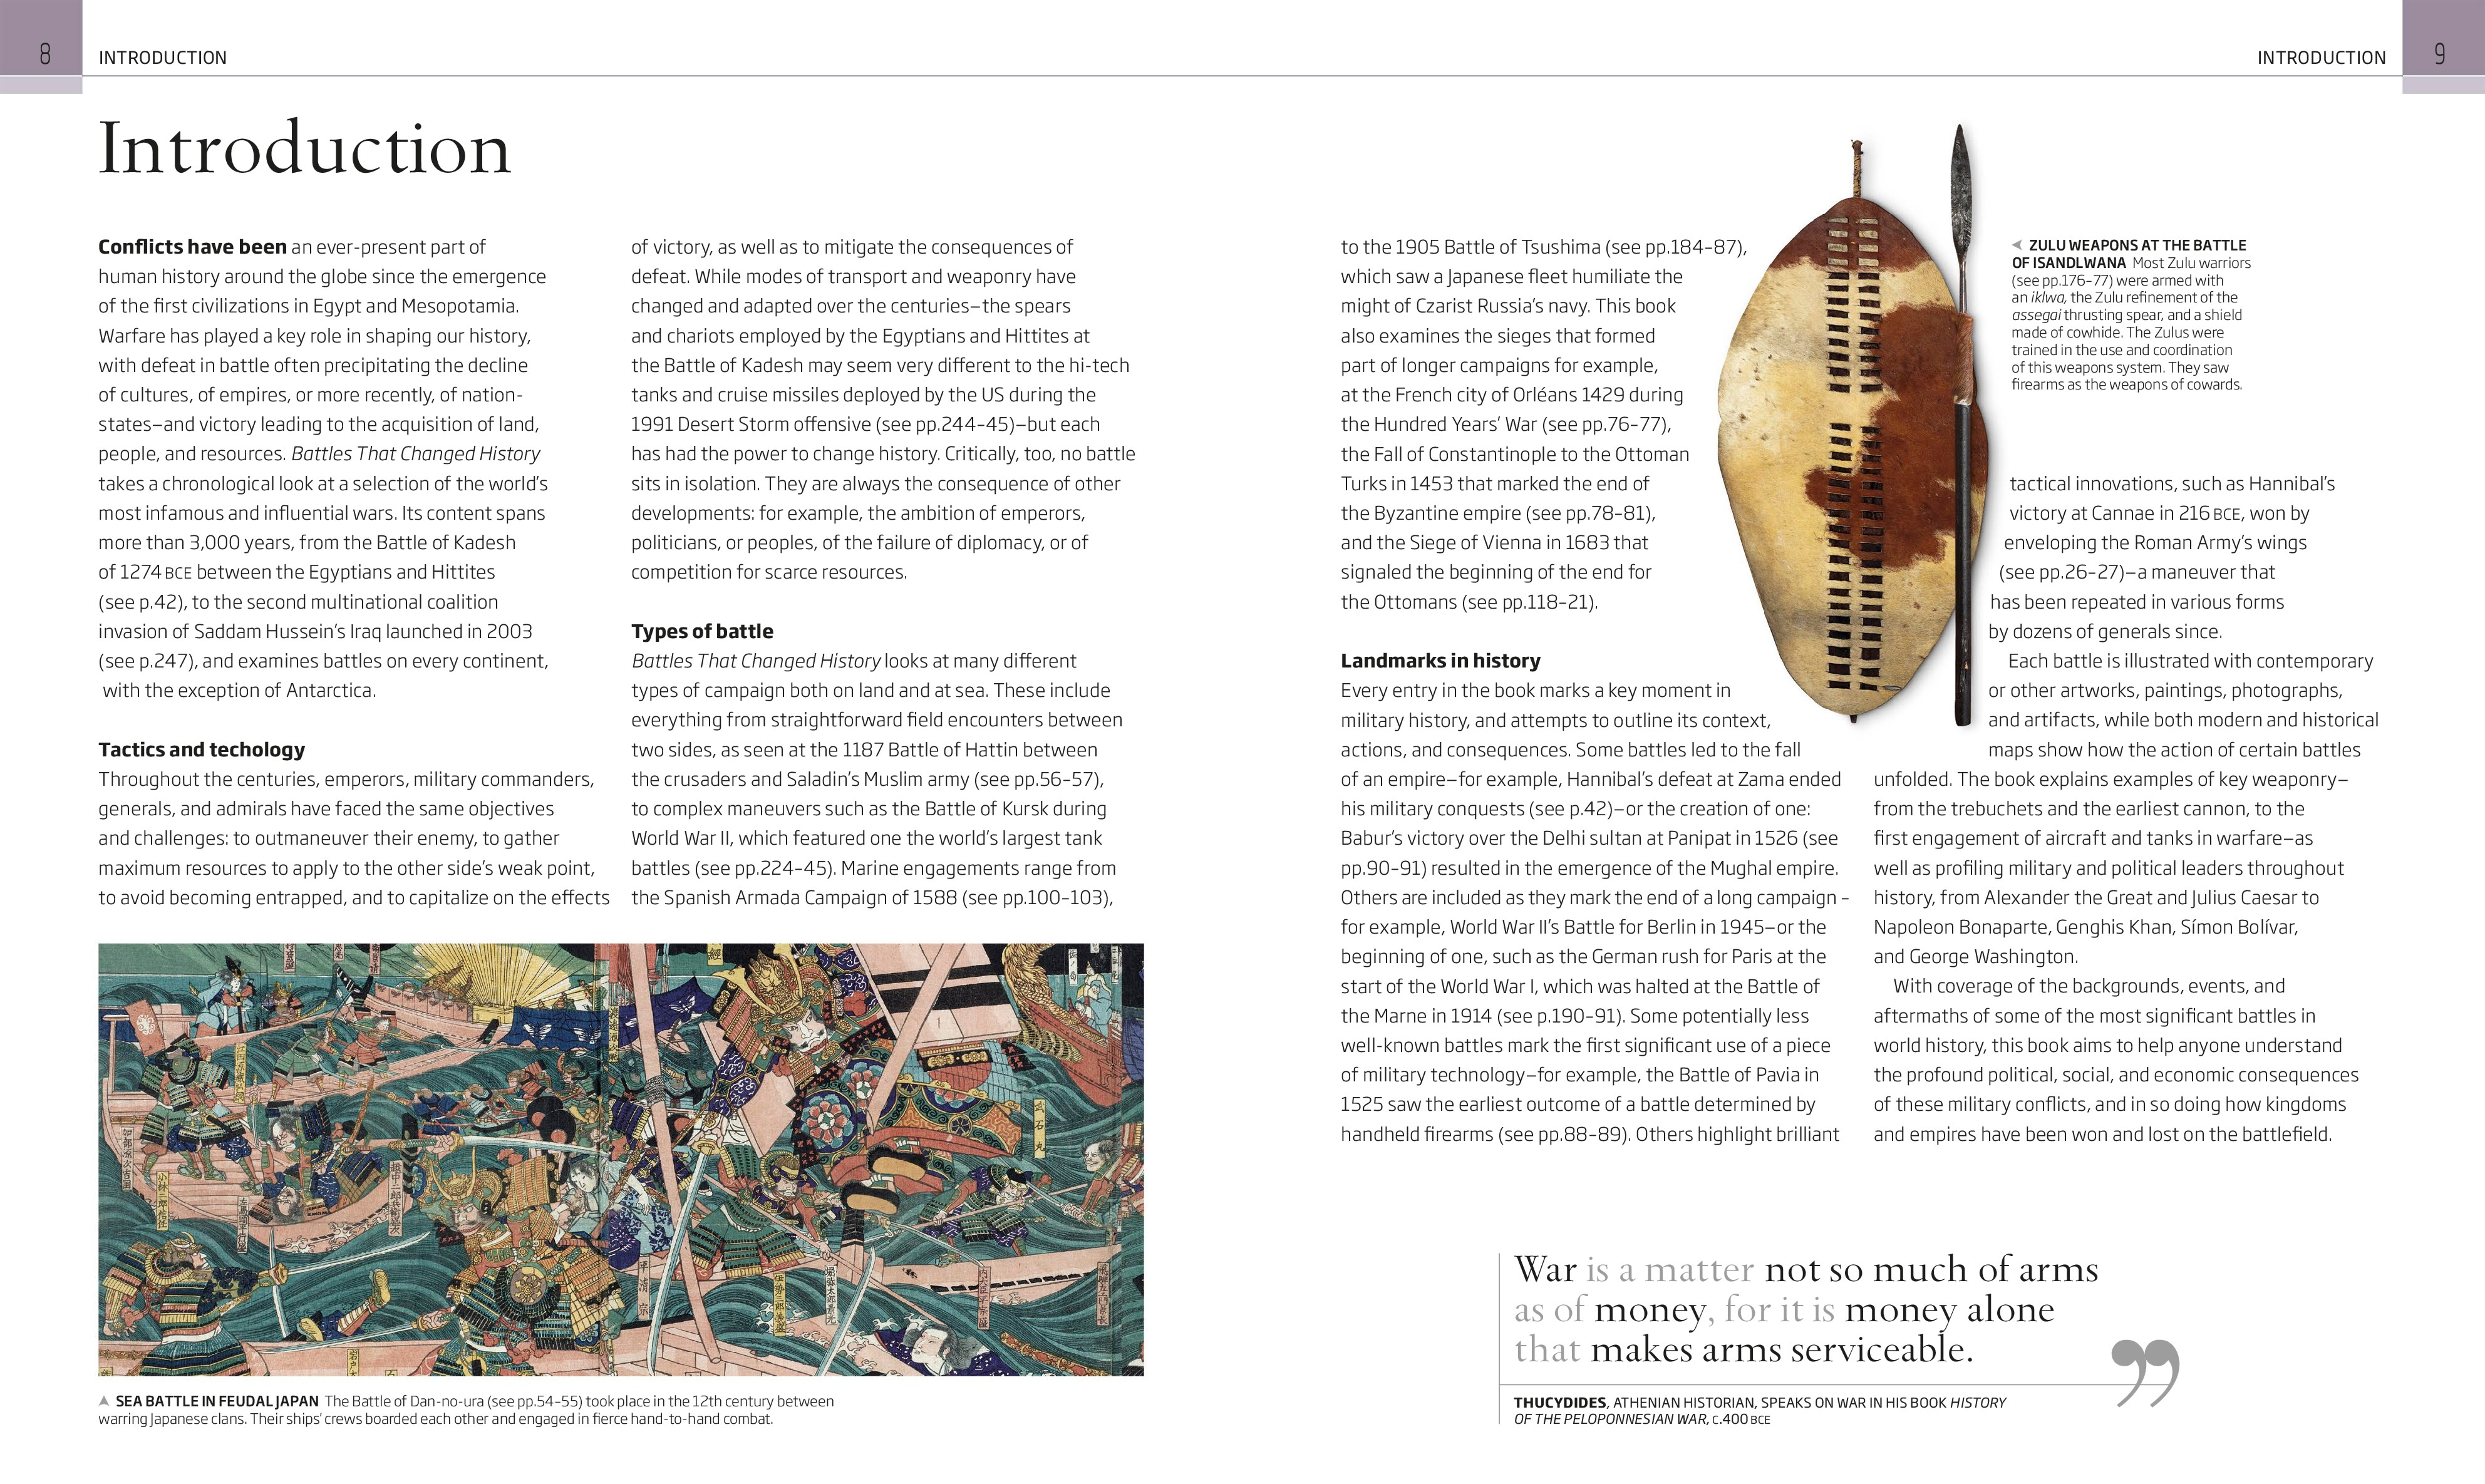 8
INTRODUCTION
INTRODUCTION
9
Introduction
Conflicts have been an ever-present part of
human history around the globe since the emergence
of the first civilizations in Egypt and Mesopotamia.
Warfare has played a key role in shaping our history,
with defeat in battle often precipitating the decline
of cultures, of empires, or more recently, of nation-
states—and victory leading to the acquisition of land,
people, and resources. Battles That Changed History
takes a chronological look at a selection of the world's
most infamous and influential wars. Its content spans
more than 3,000 years, from the Battle of Kadesh
of 1274 BCE between the Egyptians and Hittites
(see p.42), to the second multinational coalition
invasion of Saddam Hussein's Iraq launched in 2003
(see p.247), and examines battles on every continent,
with the exception of Antarctica.
Tactics and techology
Throughout the centuries, emperors, military commanders,
generals, and admirals have faced the same objectives
and challenges: to outmaneuver their enemy, to gather
maximum resources to apply to the other side's weak point,
to avoid becoming entrapped, and to capitalize on the effects
of victory, as well as to mitigate the consequences of
defeat. While modes of transport and weaponry have
changed and adapted over the centuries—the spears
and chariots employed by the Egyptians and Hittites at
the Battle of Kadesh may seem very different to the hi-tech
tanks and cruise missiles deployed by the US during the
1991 Desert Storm offensive (see pp.244–45)—but each
has had the power to change history. Critically, too, no battle
sits in isolation. They are always the consequence of other
developments: for example, the ambition of emperors,
politicians, or peoples, of the failure of diplomacy, or of
competition for scarce resources.
Types of battle
Battles That Changed History looks at many different
types of campaign both on land and at sea. These include
everything from straightforward field encounters between
two sides, as seen at the 1187 Battle of Hattin between
the crusaders and Saladin's Muslim army (see pp.56–57),
to complex maneuvers such as the Battle of Kursk during
World War II, which featured one the world's largest tank
battles (see pp.224–45). Marine engagements range from
the Spanish Armada Campaign of 1588 (see pp.100–103),
SEA BATTLE IN FEUDAL JAPAN The Battle of Dan-no-ura (see pp.54–55) took place in the 12th century between
warring Japanese clans. Their ships' crews boarded each other and engaged in fierce hand-to-hand combat.
to the 1905 Battle of Tsushima (see pp.184–87),
which saw a Japanese fleet humiliate the
might of Czarist Russia's navy. This book
also examines the sieges that formed
part of longer campaigns for example,
at the French city of Orléans 1429 during
the Hundred Years' War (see pp.76–77),
the Fall of Constantinople to the Ottoman
Turks in 1453 that marked the end of
the Byzantine empire (see pp.78–81),
and the Siege of Vienna in 1683 that
signaled the beginning of the end for
the Ottomans (see pp.118–21).
Landmarks in history
Every entry in the book marks a key moment in
military history, and attempts to outline its context,
actions, and consequences. Some battles led to the fall
of an empire—for example, Hannibal's defeat at Zama ended
his military conquests (see p.42)—or the creation of one:
Babur's victory over the Delhi sultan at Panipat in 1526 (see
pp.90–91) resulted in the emergence of the Mughal empire.
Others are included as they mark the end of a long campaign –
for example, World War II's Battle for Berlin in 1945—or the
beginning of one, such as the German rush for Paris at the
start of the World War I, which was halted at the Battle of
the Marne in 1914 (see p.190–91). Some potentially less
well-known battles mark the first significant use of a piece
of military technology—for example, the Battle of Pavia in
1525 saw the earliest outcome of a battle determined by
handheld firearms (see pp.88–89). Others highlight brilliant
ZULU WEAPONS AT THE BATTLE
OF ISANDLWANA Most Zulu warriors
(see pp.176–77) were armed with
an iklwa, the Zulu refinement of the
assegai thrusting spear, and a shield
made of cowhide. The Zulus were
trained in the use and coordination
of this weapons system. They saw
firearms as the weapons of cowards.
tactical innovations, such as Hannibal's
victory at Cannae in 216 BCE, won by
enveloping the Roman Army's wings
(see pp.26–27)—a maneuver that
has been repeated in various forms
by dozens of generals since.
Each battle is illustrated with contemporary
or other artworks, paintings, photographs,
and artifacts, while both modern and historical
maps show how the action of certain battles
unfolded. The book explains examples of key weaponry—
from the trebuchets and the earliest cannon, to the
first engagement of aircraft and tanks in warfare—as
well as profiling military and political leaders throughout
history, from Alexander the Great and Julius Caesar to
Napoleon Bonaparte, Genghis Khan, Símon Bolívar,
and George Washington.
With coverage of the backgrounds, events, and
aftermaths of some of the most significant battles in
world history, this book aims to help anyone understand
the profound political, social, and economic consequences
of these military conflicts, and in so doing how kingdoms
and empires have been won and lost on the battlefield.
War is a matter not so much of arms
as of money, for it is money alone
that makes arms serviceable.
THUCYDIDES, ATHENIAN HISTORIAN, SPEAKS ON WAR IN HIS BOOK HISTORY
OF THE PELOPONNESIAN WAR, C.400 BCE